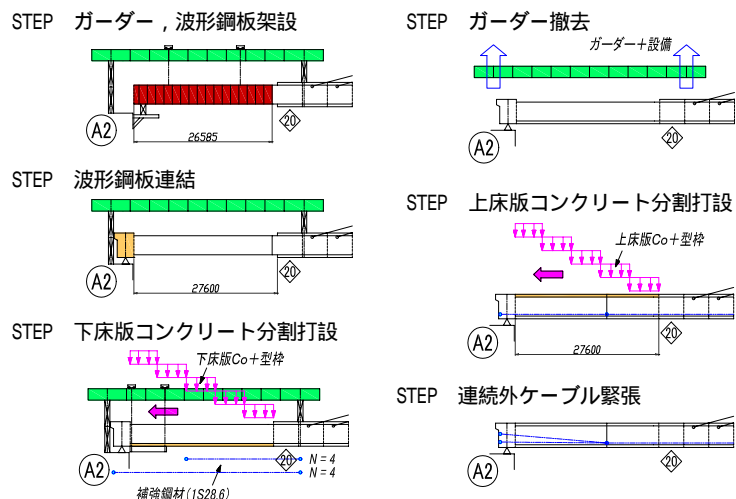 STEP ガーダー，波形鋼板架設
A2
26585
20
STEP 波形鋼板連結
A2
27600
20
STEP 下床版コンクリート分割打設
下床版Co＋型枠
A2
20
N＝4
N＝4
補強鋼材(1S28.6)
STEP ガーダー撤去
ガーダー＋設備
A2
20
STEP 上床版コンクリート分割打設
上床版Co＋型枠
A2
20
27600
STEP 連続外ケーブル緊張
A2
20